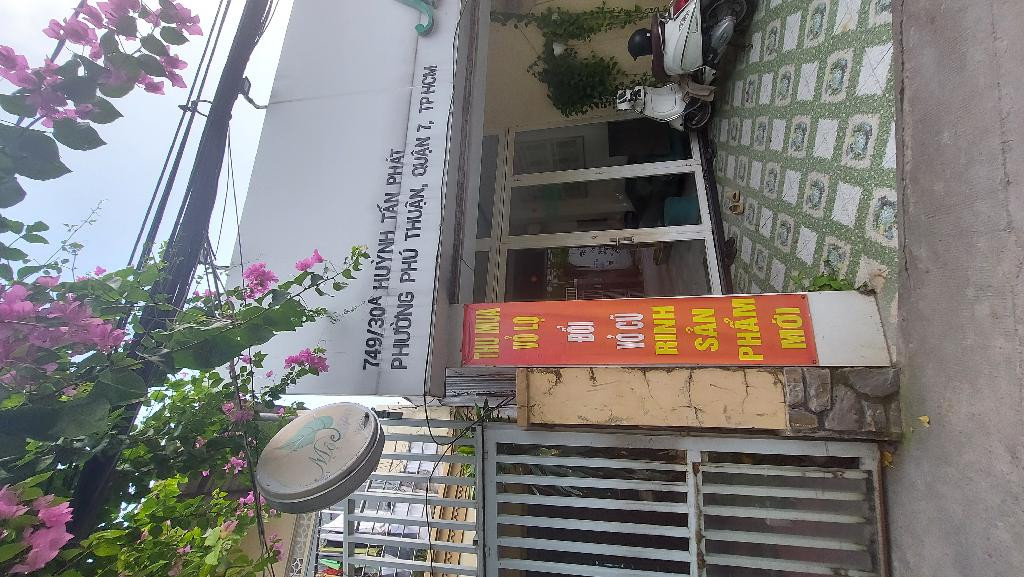 749/30A HUỲNH TẤN PHÁT
PHƯỜNG PHÚ THUẬN, QUẬN 7, TP HCM
Mộc
THU MUA
VỎ LỌ
ĐỔI
VỎ CŨ
RINH
SẢN
PHẨM
MỚI